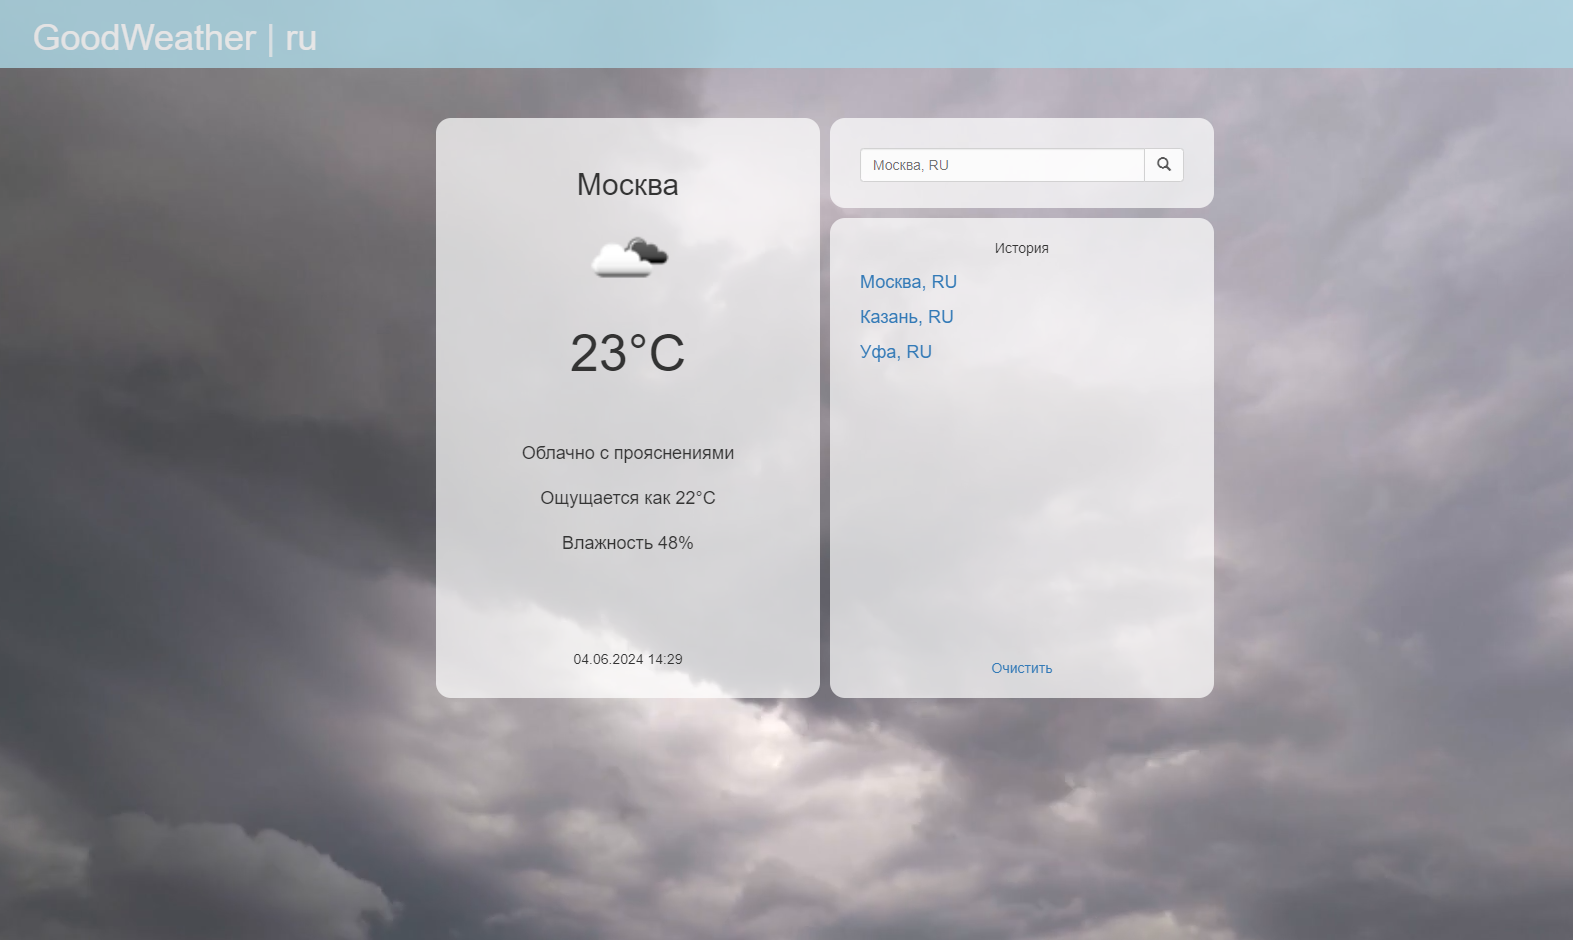 GoodWeather | ru
Москва
23°C
Облачно с прояснениями
Ощущается как 22°C
Влажность 48%
04.06.2024 14:29
Москва, RU
История
Москва, RU
Казань, RU
Уфа, RU
Очистить